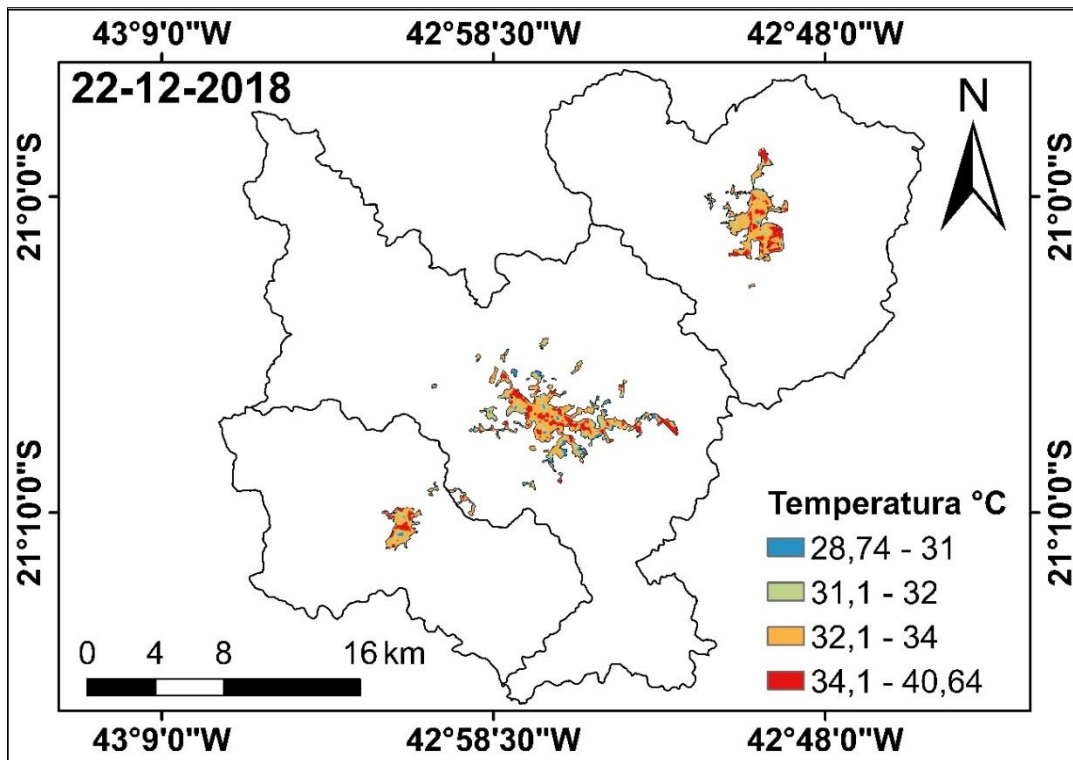 43°9'0"W 42°58'30"W 42°48'0"W
22-12-2018
N
21°0'0"S 21°0'0"S
21°10'0"S 21°10'0"S
Temperatura °C
28,74 - 31
31,1 - 32
32,1 - 34
34,1 - 40,64
0 4 8 16 km
43°9'0"W 42°58'30"W 42°48'0"W